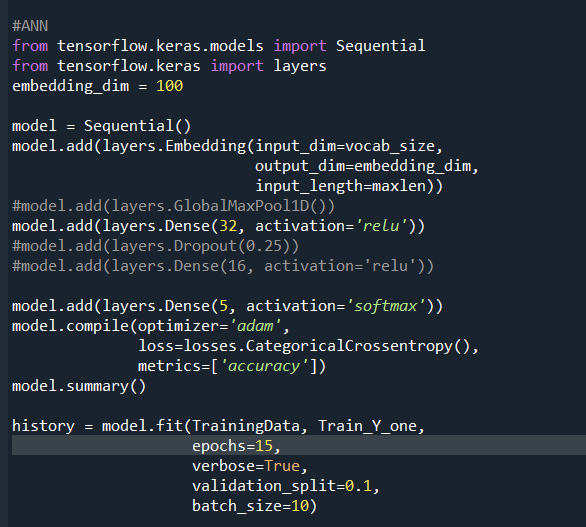 #ANN
from tensorflow.keras.models import Sequential
from tensorflow.keras import layers
embedding_dim = 100
model = Sequential()
model.add(layers.Embedding(input_dim=vocab_size,
output_dim=embedding_dim,
input_length=maxlen))
#model.add(layers.GlobalMaxPool1D())
model.add(layers.Dense(32, activation='relu'))
#model.add(layers.Dropout(0.25))
#model.add(layers.Dense(16, activation='relu'))
model.add(layers.Dense(5, activation='softmax'))
model.compile(optimizer='adam',
loss=losses.CategoricalCrossentropy(),
metrics=['accuracy'])
model.summary()
history = model.fit(TrainingData, Train_Y_one,
epochs=15,
verbose=True,
validation_split=0.1,
batch_size=10)